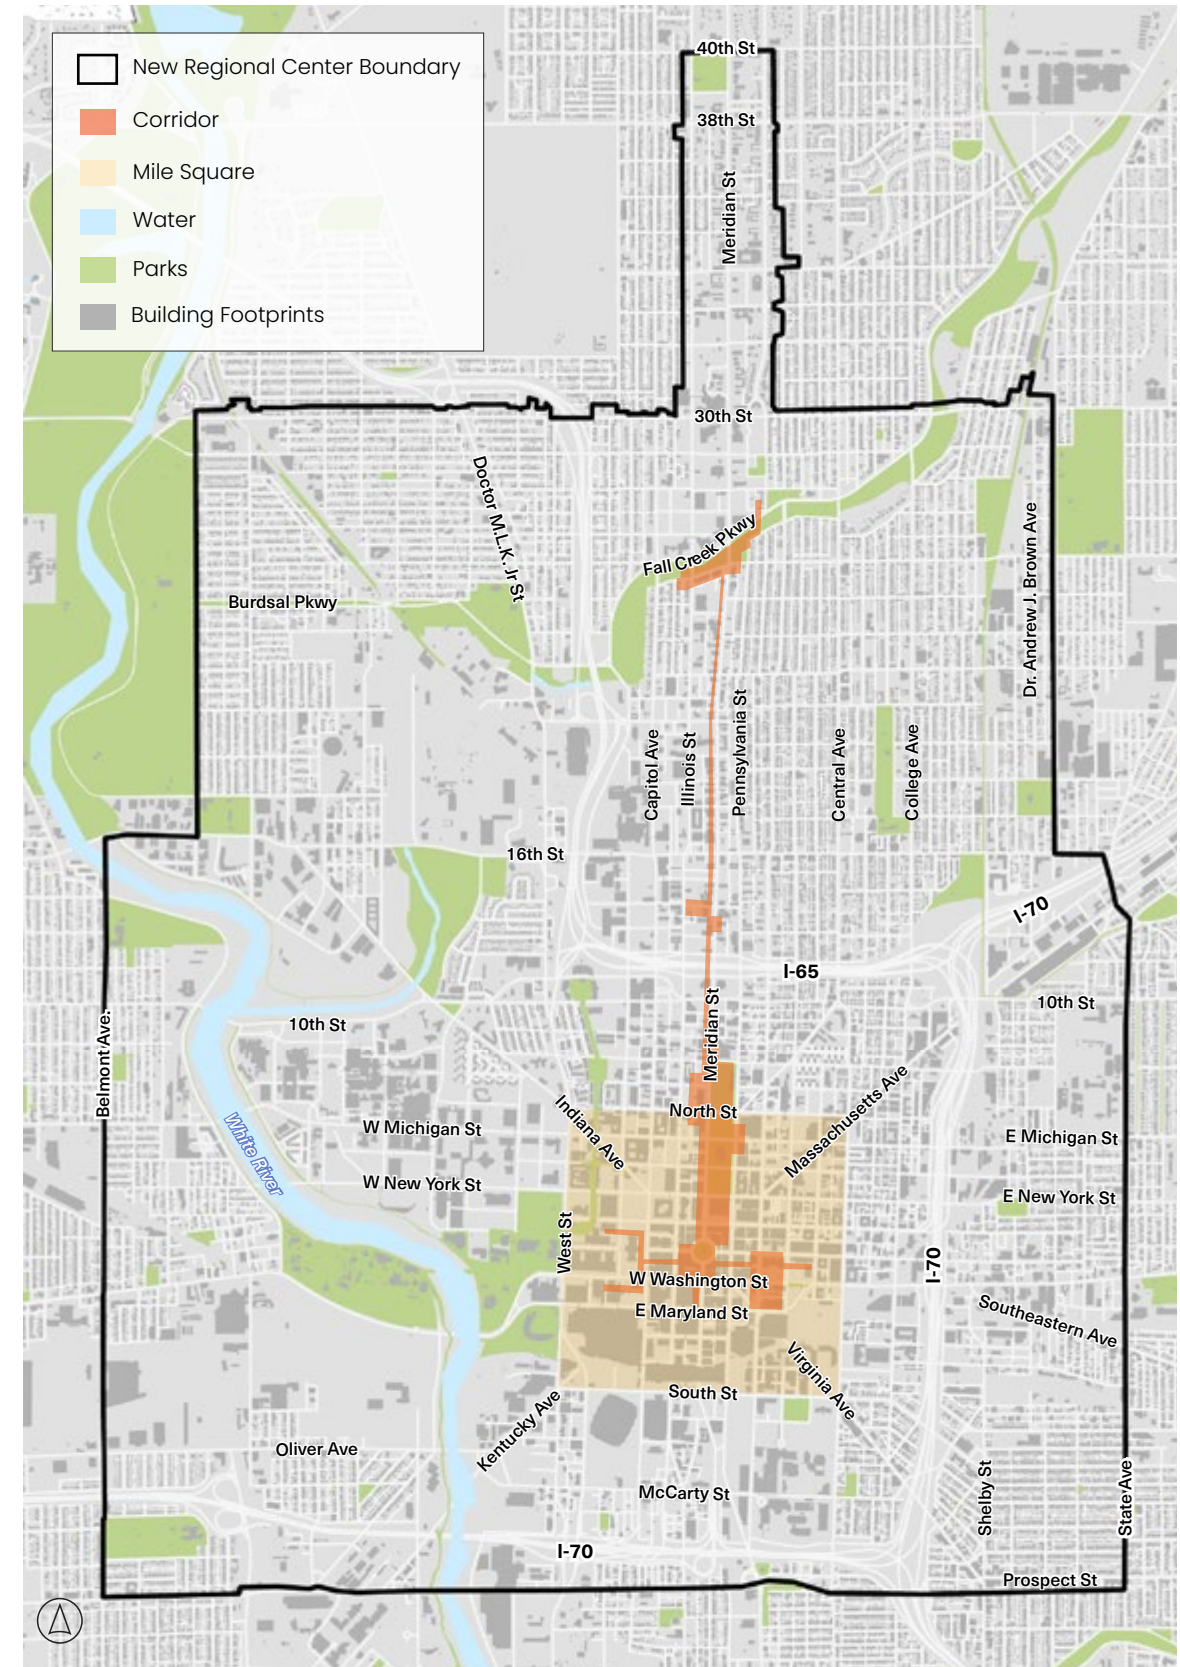 New Regional Center Boundary
Corridor
Mile Square
Water
Parks
Building Footprints
40th St
38th St
Meridian St
30th St
Doctor M.L.K. Jr St
Fall Creek Pkwy
Dr. Andrew J. Brown Ave
Burdsal Pkwy
Capitol Ave
Illinois St
Pennsylvania St
Central Ave
College Ave
16th St
I-70
I-65
10th St
10th St
Belmont Ave.
Meridian St
Massachusetts Ave
White River
W Michigan St
Indiana Ave
North St
E Michigan St
W New York St
E New York St
West St
I-70
W Washington St
E Maryland St
Southeastern Ave
Virginia Ave
South St
Kentucky Ave
Oliver Ave
McCarty St
Shelby St
State Ave
I-70
Prospect St